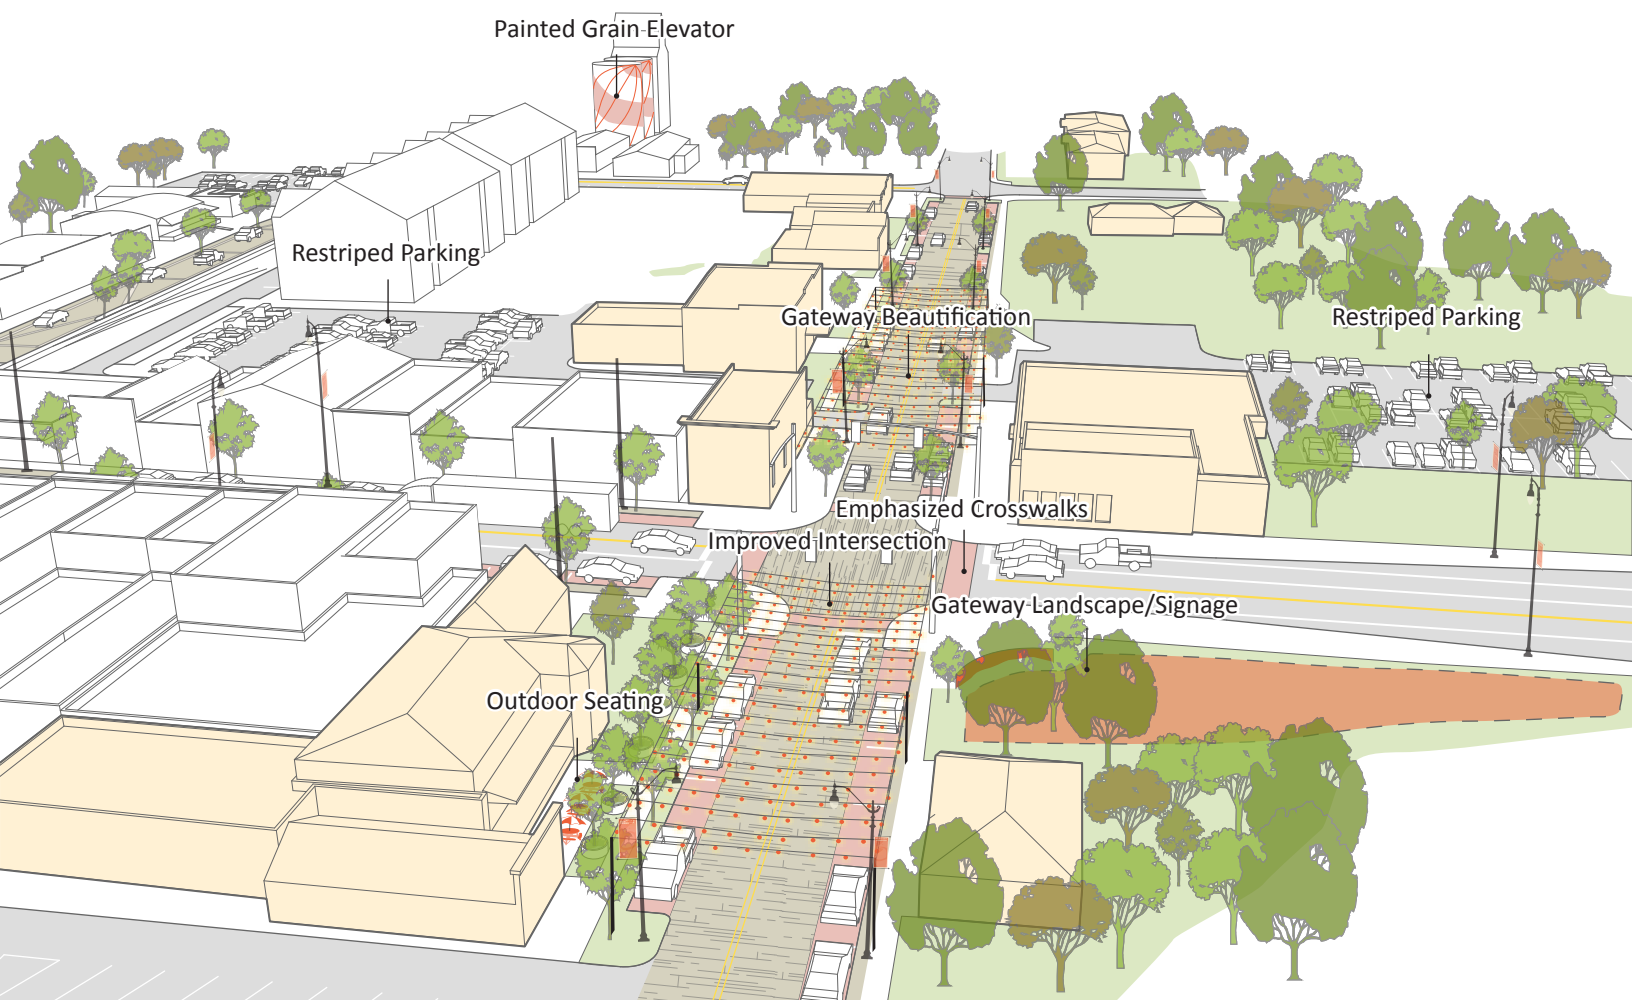 Painted Grain Elevator
Restriped Parking
Gateway Beautification
Restriped Parking
Emphasized Crosswalks
Improved Intersection
Gateway Landscape/Signage
Outdoor Seating